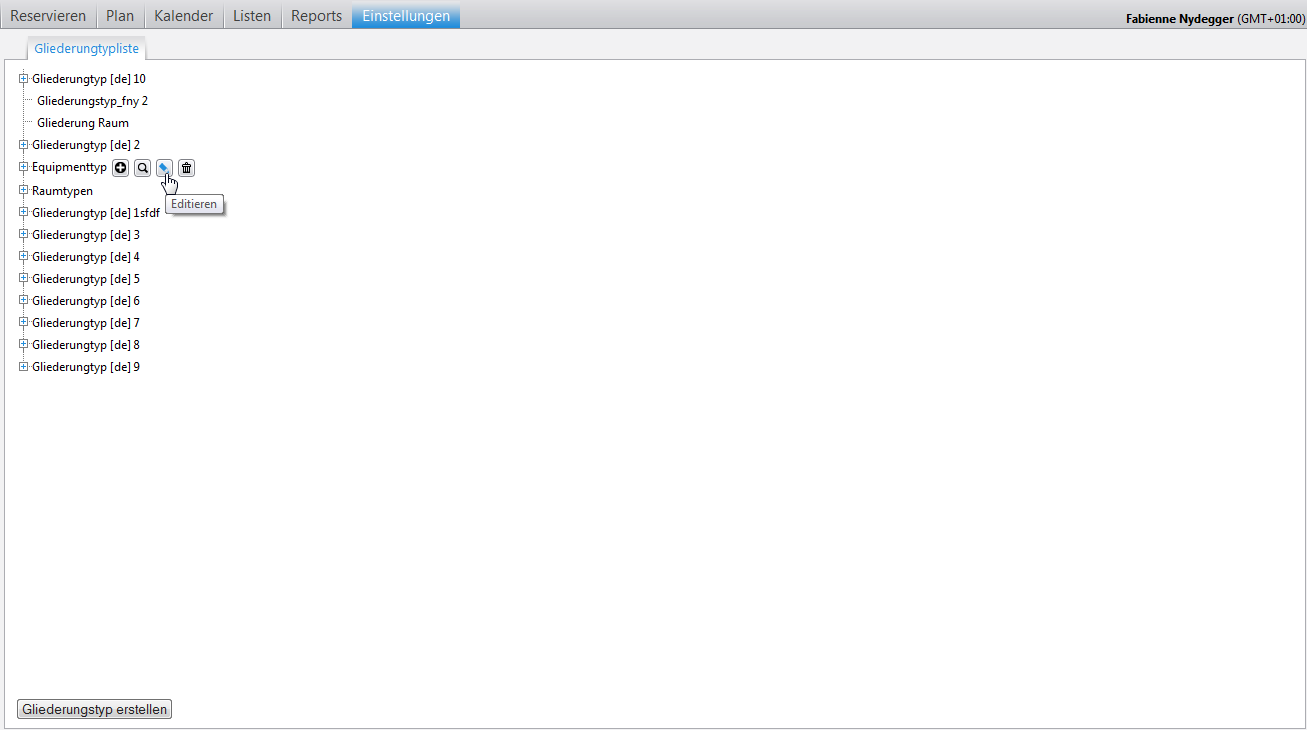 Reservieren Plan Kalender Listen Reports Einstellungen Fabienne Nydegger (GMT+01:00)
Gliederungtypliste
Gliederungtyp [de] 10
Gliederungstyp_fny 2
Gliederung Raum
Gliederungtyp [de] 2
Equipmenttyp
Raumtypen
Editieren
Gliederungtyp [de] 1sfdf
Gliederungtyp [de] 3
Gliederungtyp [de] 4
Gliederungtyp [de] 5
Gliederungtyp [de] 6
Gliederungtyp [de] 7
Gliederungtyp [de] 8
Gliederungtyp [de] 9
Gliederungstyp erstellen